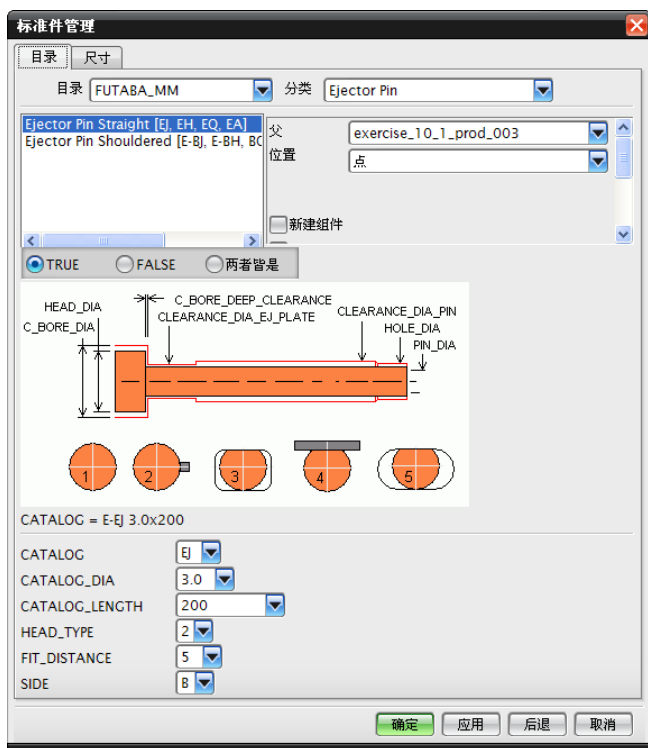 标准件管理
目录 尺寸
目录 FUTABA_MM 分类 Ejector Pin
Ejector Pin Straight [EJ, EH, EQ, EA]
Ejector Pin Shouldered [E-BJ, E-BH, BC
父 exercise_10_1_prod_003
位置 点
新建组件
TRUE FALSE 两者皆是
HEAD_DIA C_BORE_DEEP_CLEARANCE
C_BORE_DIA CLEARANCE_DIA_EJ_PLATE CLEARANCE_DIA_PIN
HOLE_DIA
PIN_DIA
1 2 3 4 5
CATALOG = E-EJ 3.0x200
CATALOG EJ
CATALOG_DIA 3.0
CATALOG_LENGTH 200
HEAD_TYPE 2
FIT_DISTANCE 5
SIDE B
确定 应用 后退 取消